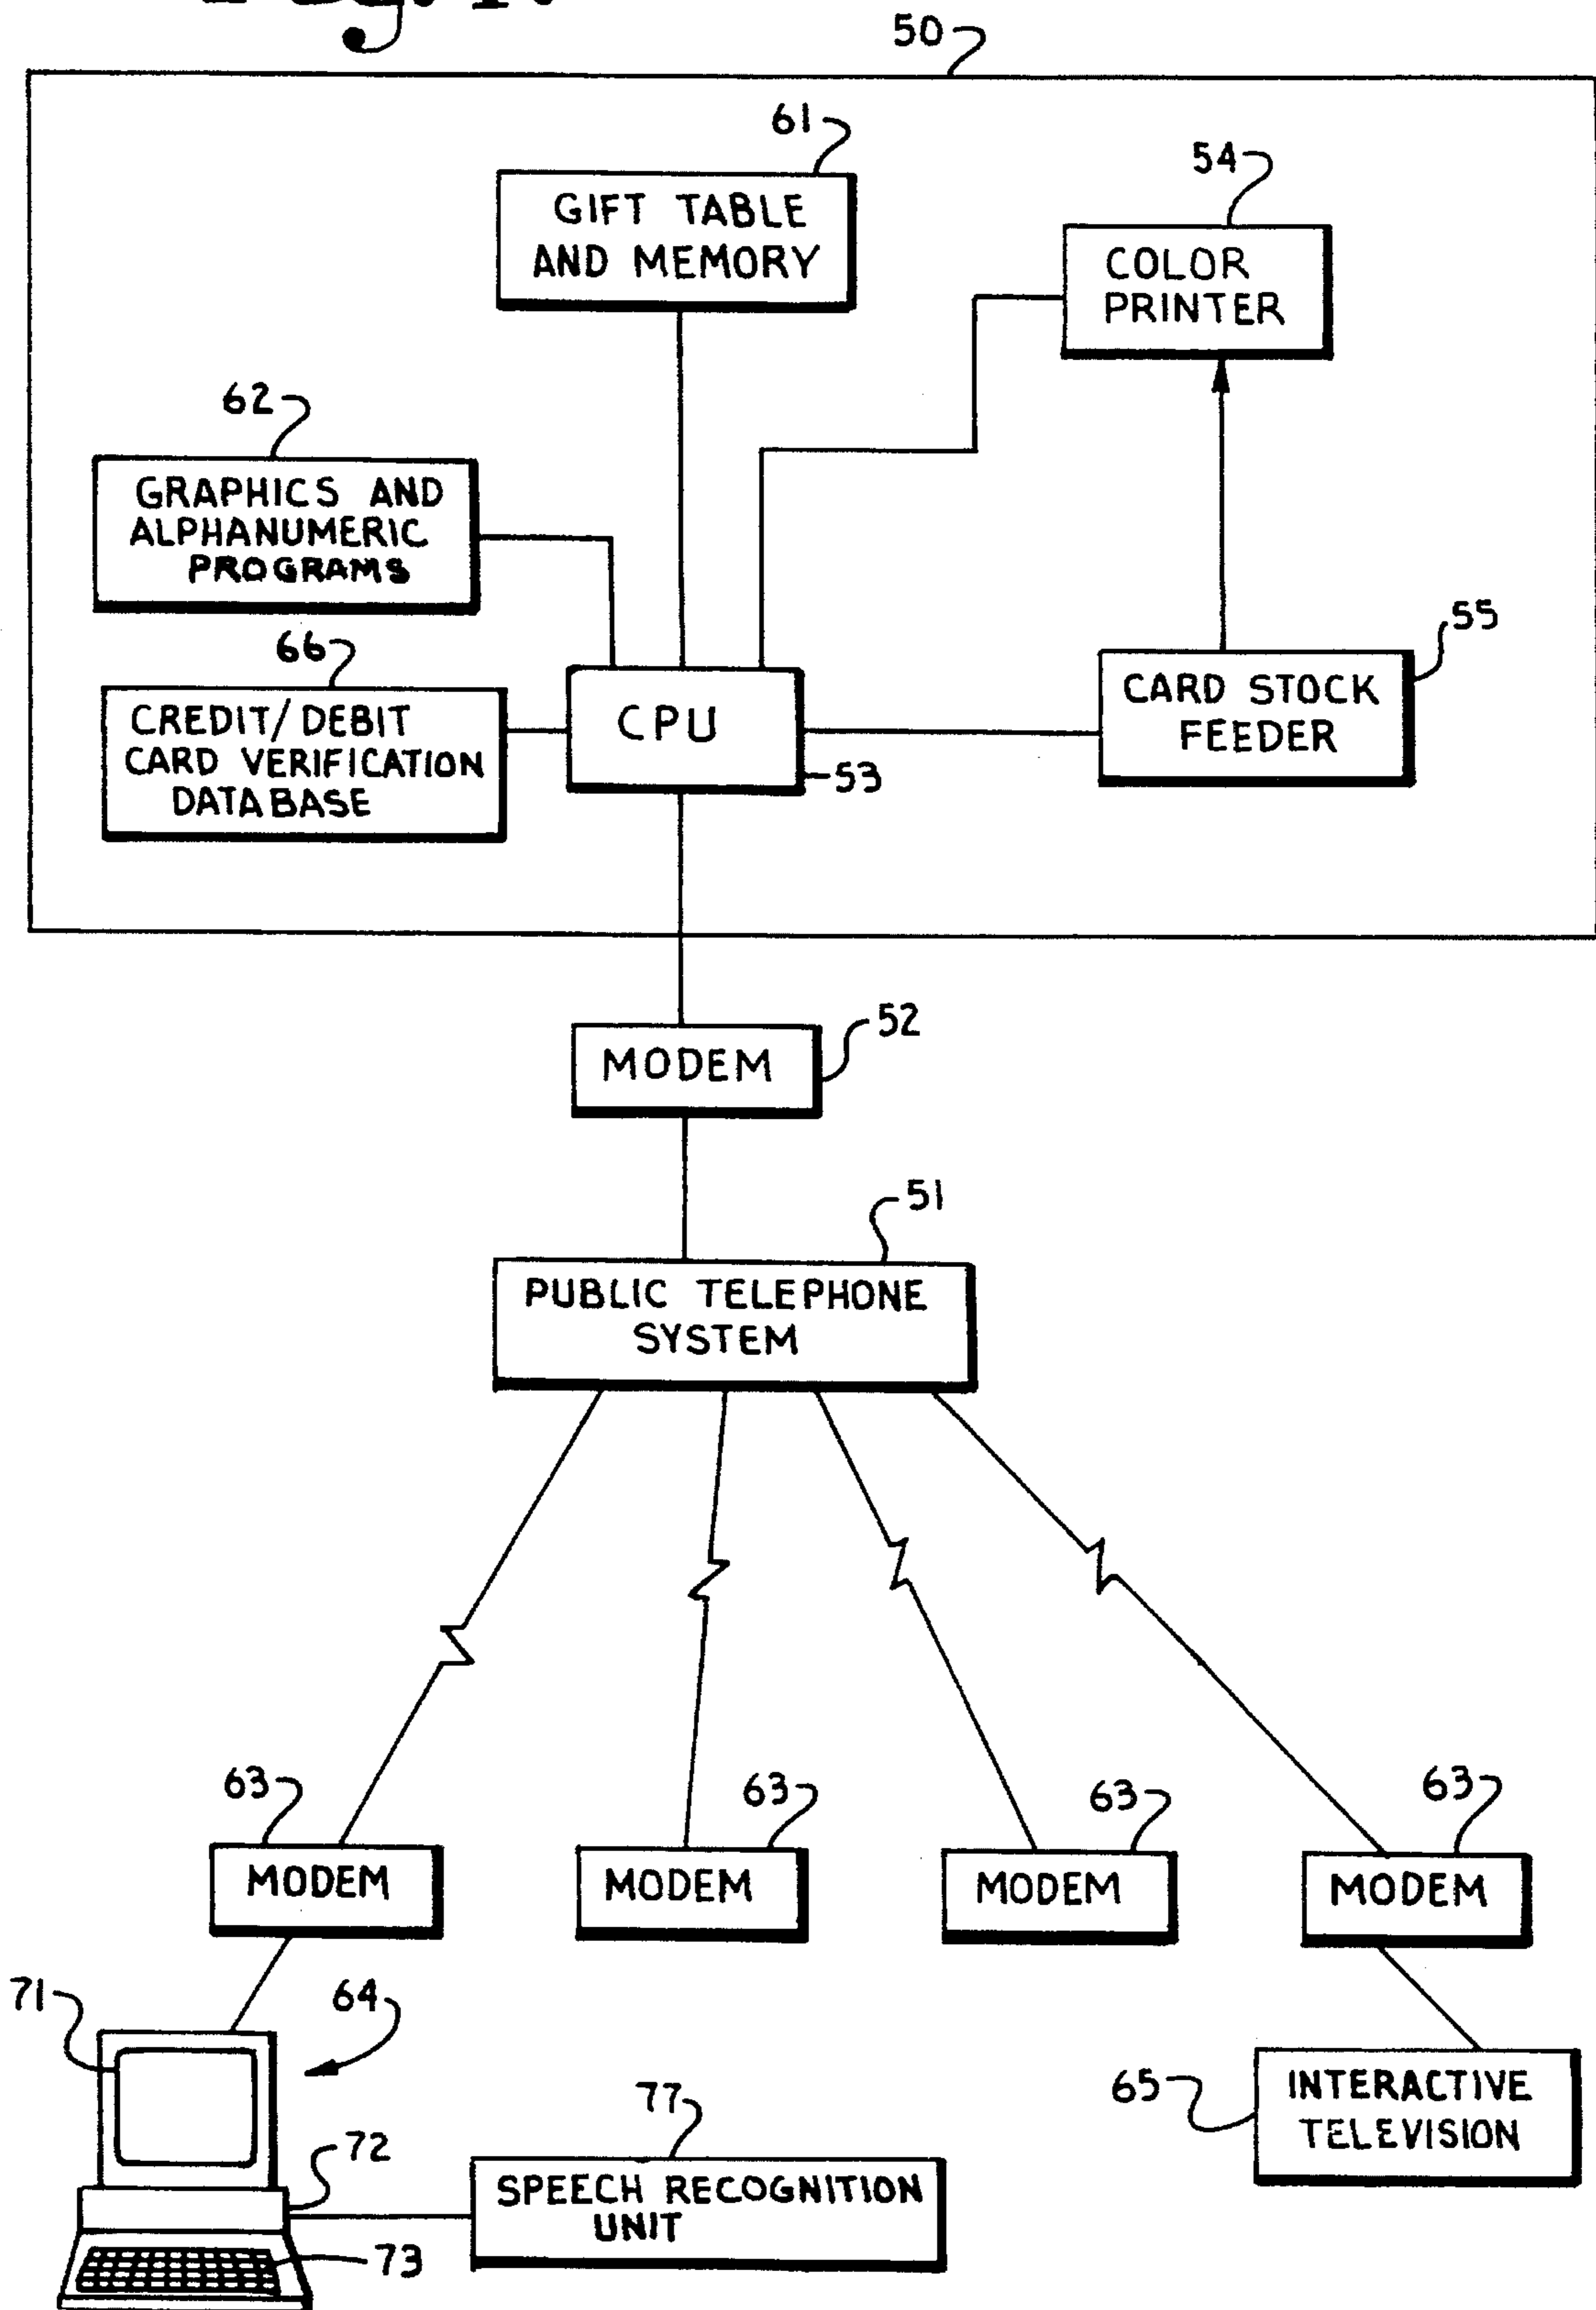 Fig. 1.
50
61
GIFT TABLE
AND MEMORY
54
COLOR
PRINTER
62
GRAPHICS AND
ALPHANUMERIC
PROGRAMS
66
CREDIT/DEBIT
CARD VERIFICATION
DATABASE
CPU
53
55
CARD STOCK
FEEDER
MODEM
52
51
PUBLIC TELEPHONE
SYSTEM
63
MODEM
63
MODEM
63
MODEM
63
MODEM
71
64
72
73
77
SPEECH RECOGNITION
UNIT
65
INTERACTIVE
TELEVISION